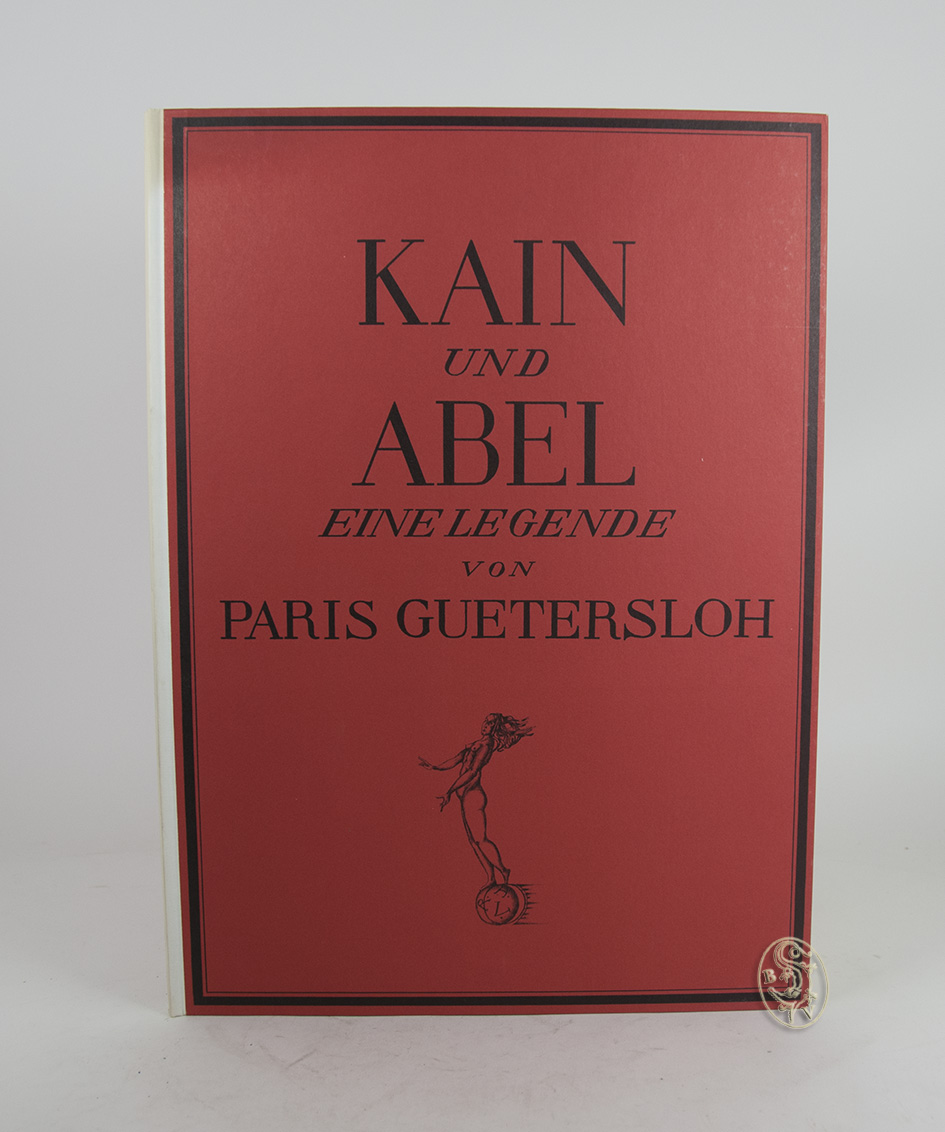 KAIN
UND
ABEL
EINE LEGENDE
VON
PARIS GUETERSLOH